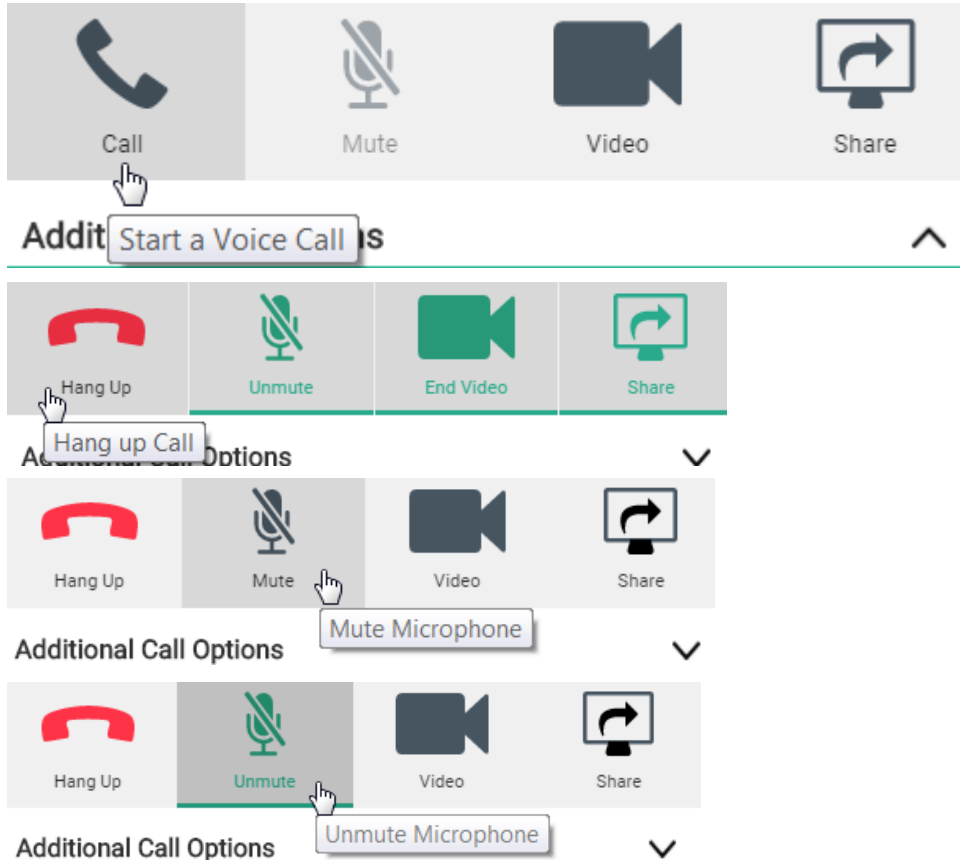 Call Mute Video Share
Addit Start a Voice Call ns
Hang Up Unmute End Video Share
Hang up Call
Additional Call Options
Hang Up Mute Video Share
Mute Microphone
Additional Call Options
Hang Up Unmute Video Share
Unmute Microphone
Additional Call Options